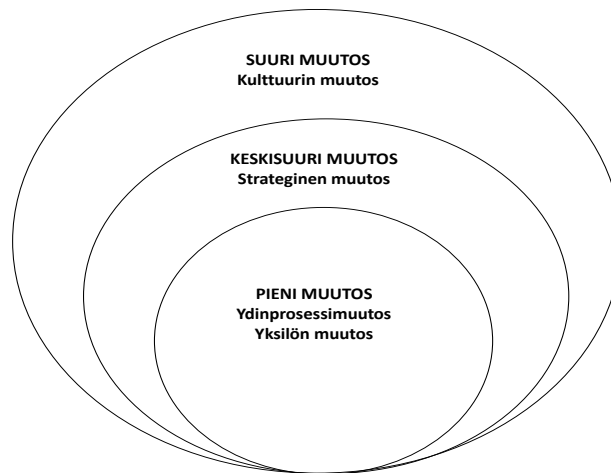 SUURI MUUTOS
Kulttuurin muutos
KESKISUURI MUUTOS
Strateginen muutos
PIENI MUUTOS
Ydinprosessimuutos
Yksilön muutos